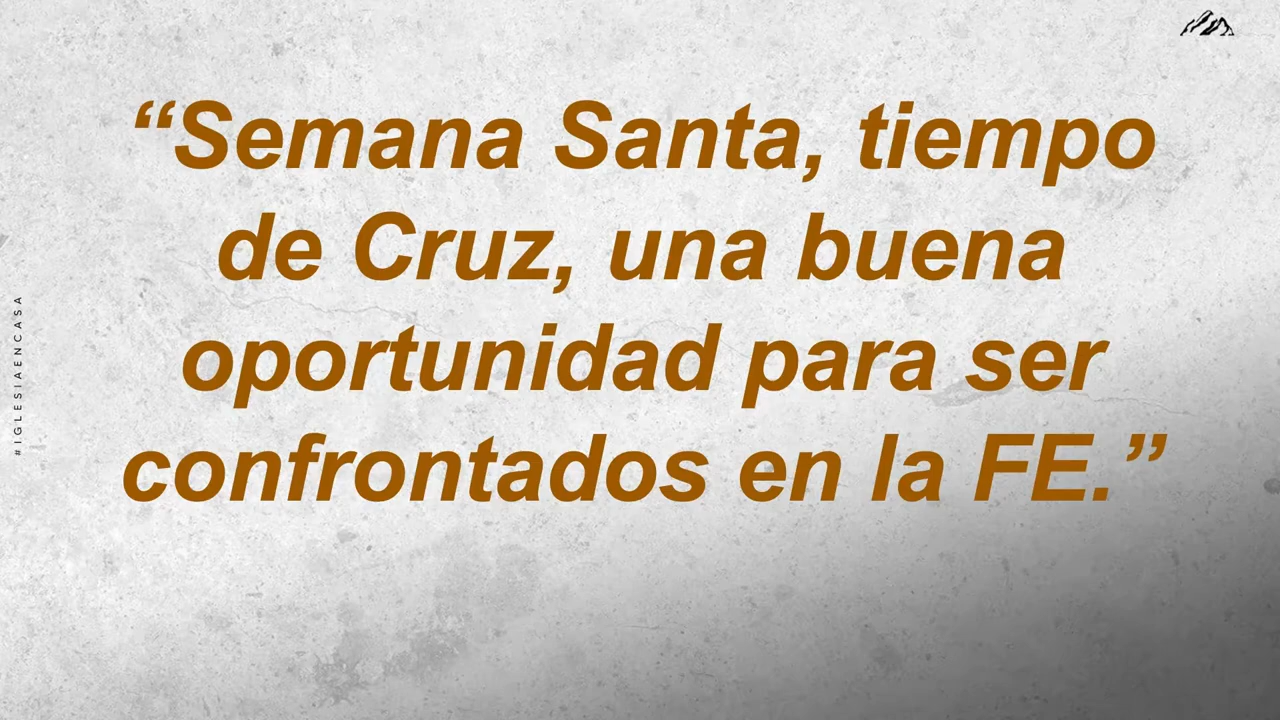 “Semana Santa, tiempo
de Cruz, una buena
oportunidad para ser
confrontados en la FE.”
#IGLESIAENCASA